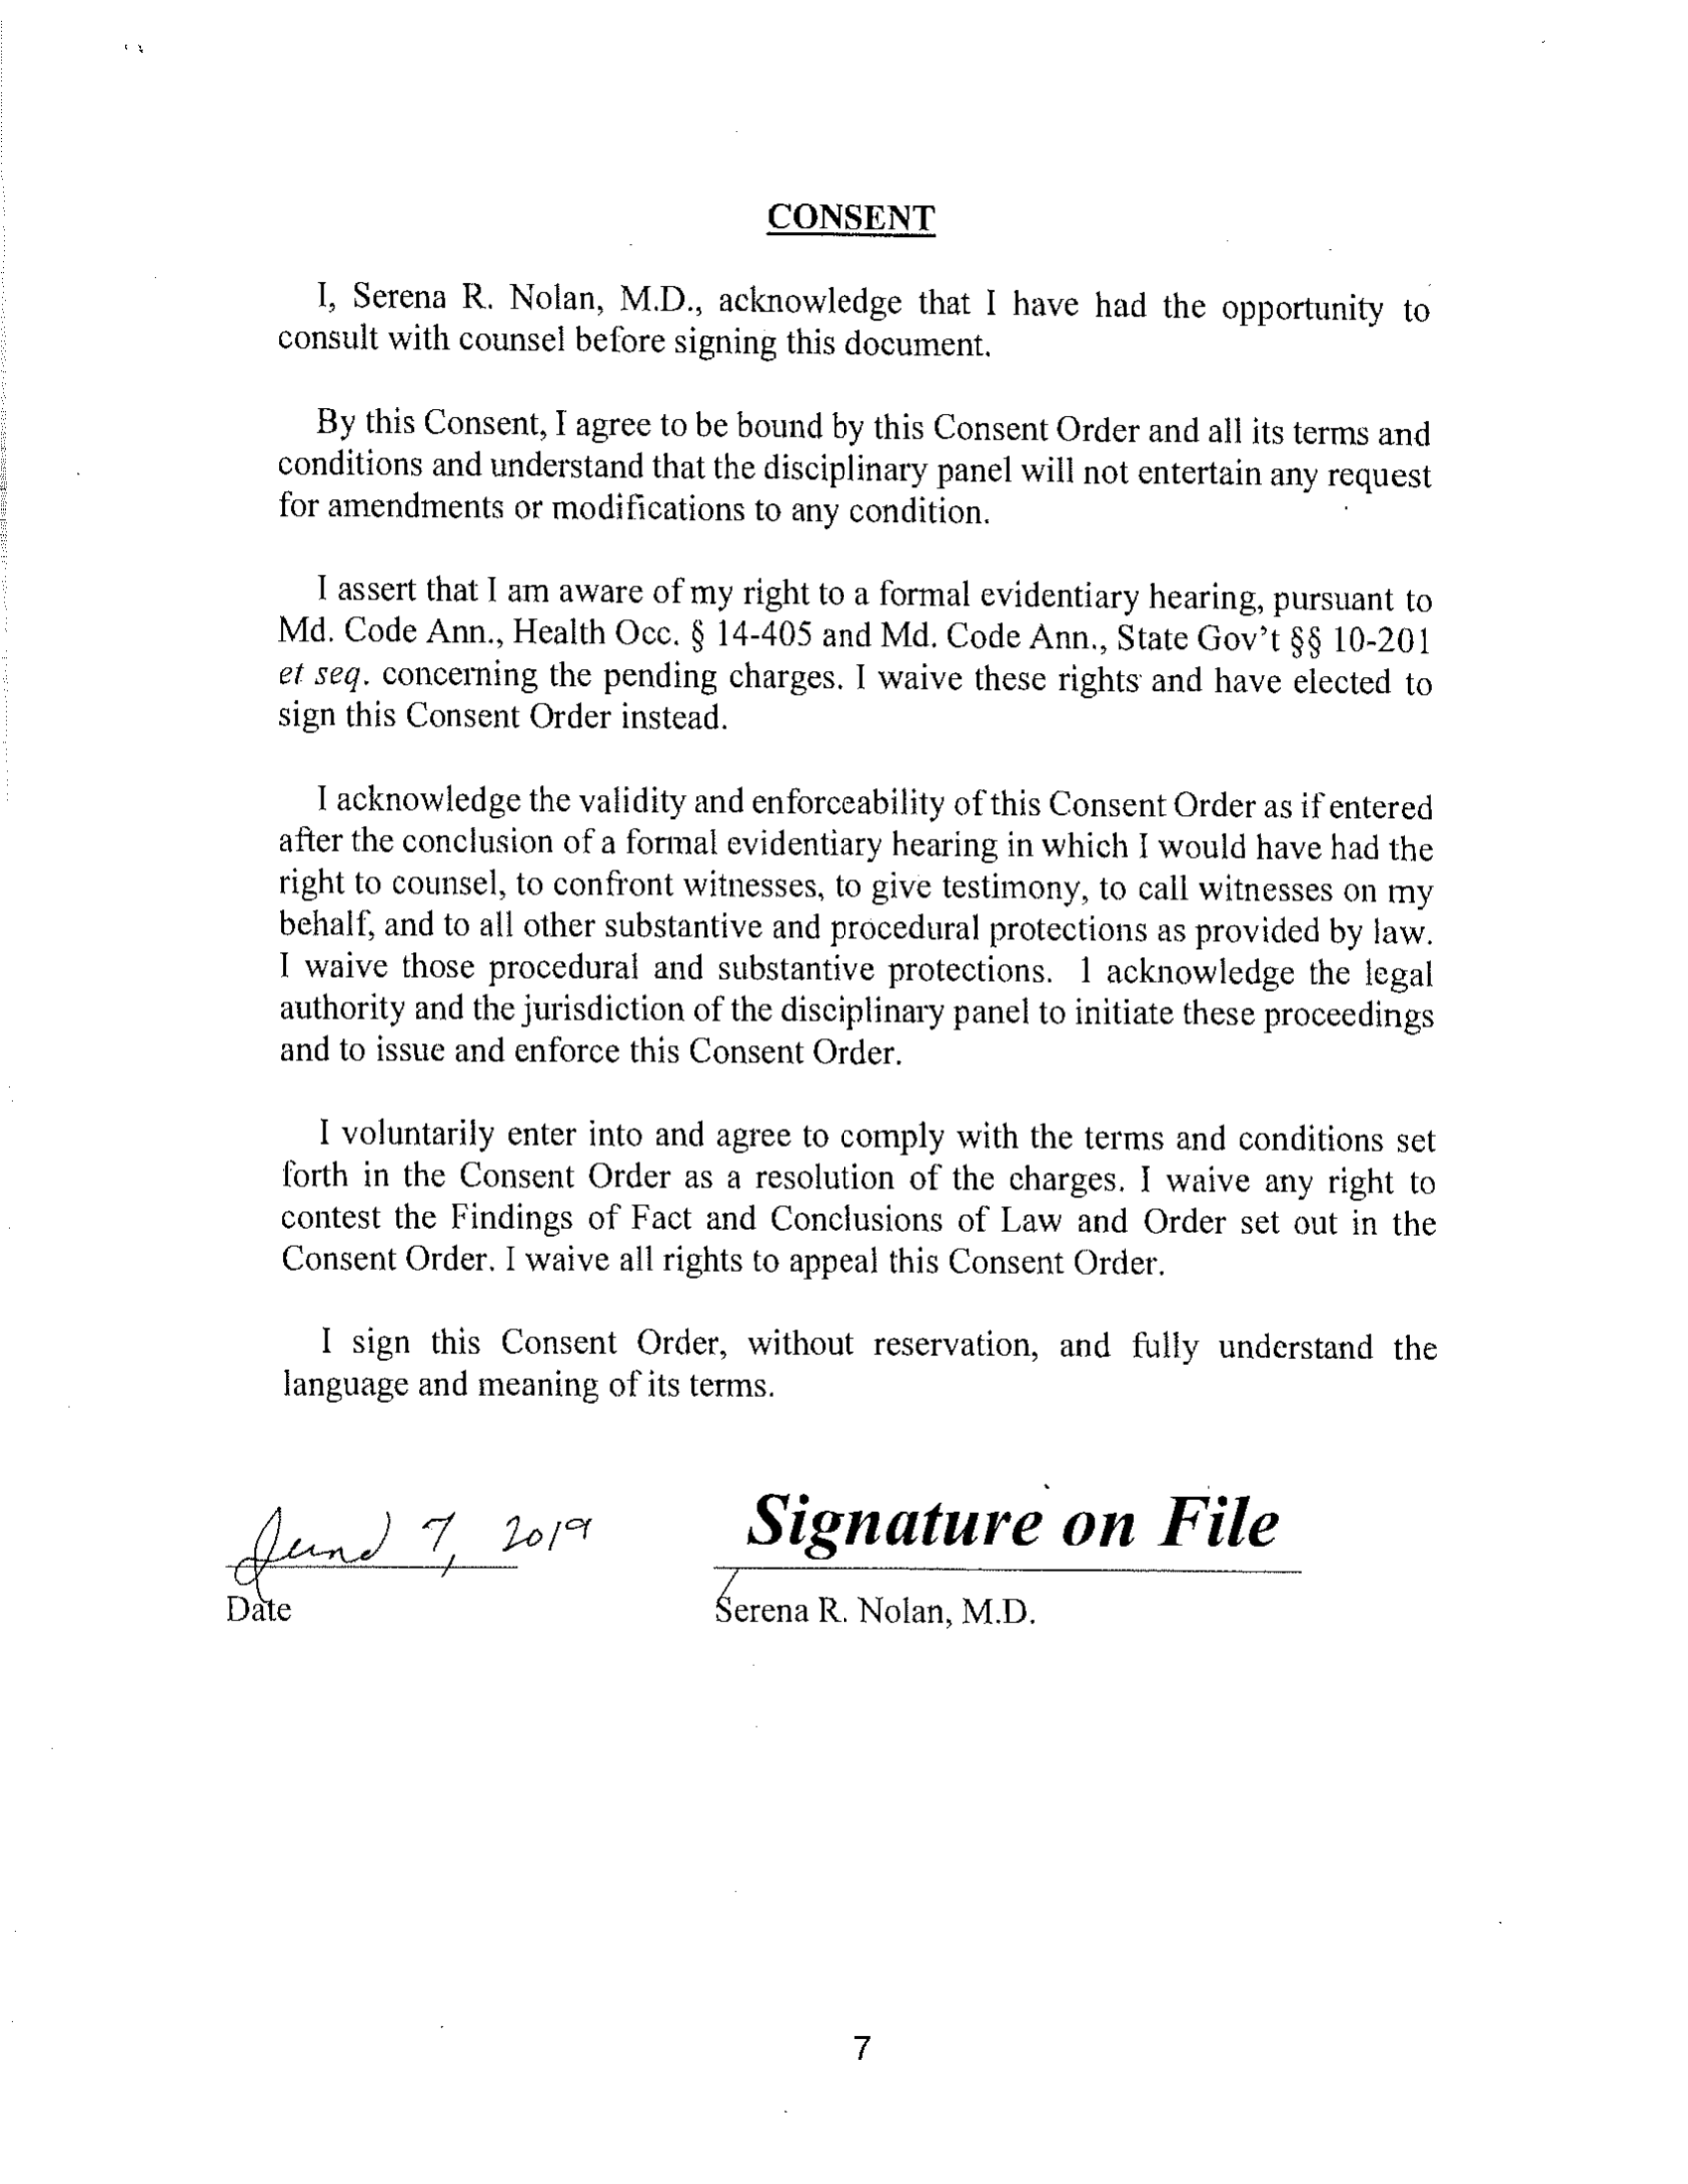 CONSENT
I, Serena R. Nolan, M.D., acknowledge that I have had the opportunity to
consult with counsel before signing this document.
By this Consent, I agree to be bound by this Consent Order and all its terms and
conditions and understand that the disciplinary panel will not entertain any request
for amendments or modifications to any condition.
I assert that I am aware of my right to a formal evidentiary hearing, pursuant to
Md. Code Ann., Health Occ. § 14-405 and Md. Code Ann., State Gov't §§ 10-201
et seq. concerning the pending charges. I waive these rights and have elected to
sign this Consent Order instead.
I acknowledge the validity and enforceability of this Consent Order as if entered
after the conclusion of a formal evidentiary hearing in which I would have had the
right to counsel, to confront witnesses, to give testimony, to call witnesses on my
behalf, and to all other substantive and procedural protections as provided by law.
I waive those procedural and substantive protections. I acknowledge the legal
authority and the jurisdiction of the disciplinary panel to initiate these proceedings
and to issue and enforce this Consent Order.
I voluntarily enter into and agree to comply with the terms and conditions set
forth in the Consent Order as a resolution of the charges. I waive any right to
contest the Findings of Fact and Conclusions of Law and Order set out in the
Consent Order. I waive all rights to appeal this Consent Order.
I sign this Consent Order, without reservation, and fully understand the
language and meaning of its terms.
June 7, 2019 Signature on File
Date Serena R. Nolan, M.D.
7